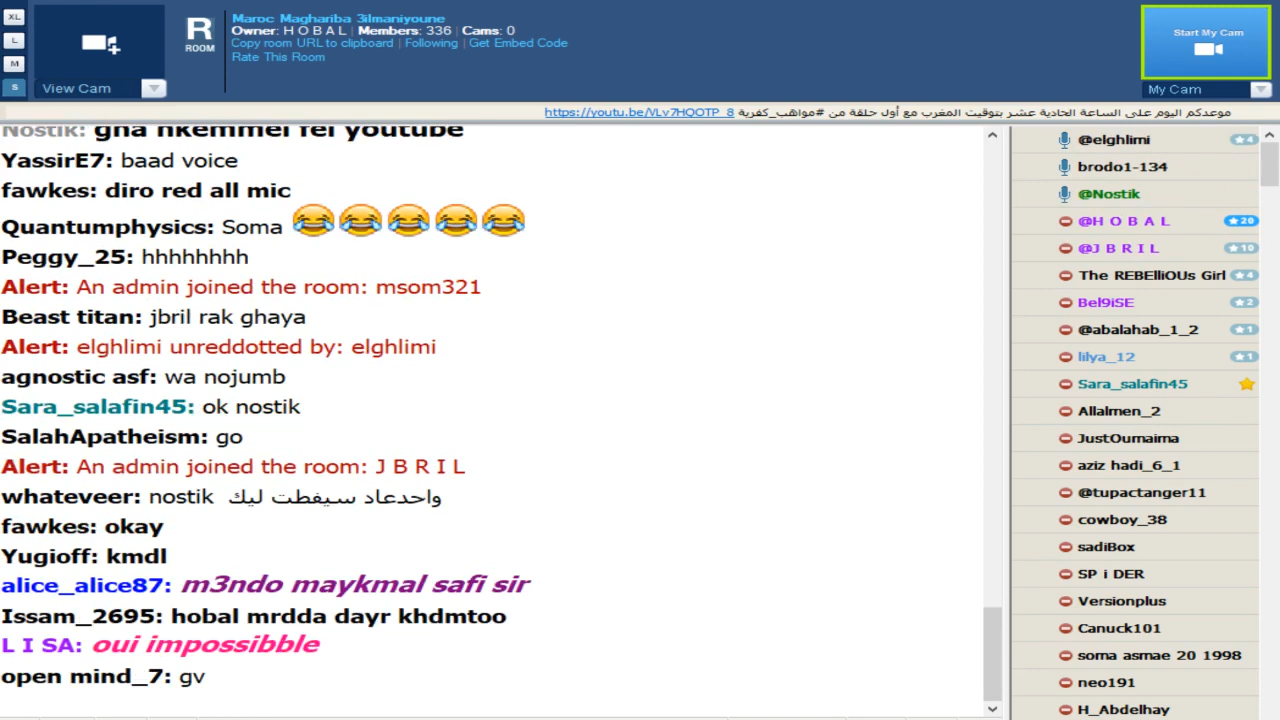 XL
L
M
S
View Cam
R
ROOM
Maroc Maghariba 3ilmaniyoune
Owner: H O B A L | Members: 336 | Cams: 0
Copy room URL to clipboard | Following | Get Embed Code
Rate This Room
Start My Cam
My Cam
موعدكم اليوم على الساعة الحادية عشر بتوقيت المغرب مع أول حلقة من #مواهب_كفرية https://youtu.be/VLv7HQOTP_8
Nostik: gha nkemmel fel youtube
YassirE7: baad voice
fawkes: diro red all mic
Quantumphysics: Soma 😂😂😂😂😂
Peggy_25: hhhhhhhh
Alert: An admin joined the room: msom321
Beast titan: jbril rak ghaya
Alert: elghlimi unreddotted by: elghlimi
agnostic asf: wa nojumb
Sara_salafin45: ok nostik
SalahApatheism: go
Alert: An admin joined the room: J B R I L
whateveer: nostik واحدعاد سيفطت ليك
fawkes: okay
Yugioff: kmdl
alice_alice87: m3ndo maykmal safi sir
Issam_2695: hobal mrdda dayr khdmtoo
L I SA: oui impossibble
open mind_7: gv
@elghlimi ★4
brodo1-134
@Nostik
@H O B A L ★20
@J B R I L ★10
The REBElliOUs Girl ★4
Bel9iSE ★2
@abalahab_1_2 ★1
lilya_12 ★1
Sara_salafin45
Allalmen_2
JustOumaima
aziz hadi_6_1
@tupactanger11
cowboy_38
sadiBox
SP i DER
Versionplus
Canuck101
soma asmae 20 1998
neo191
H_Abdelhay